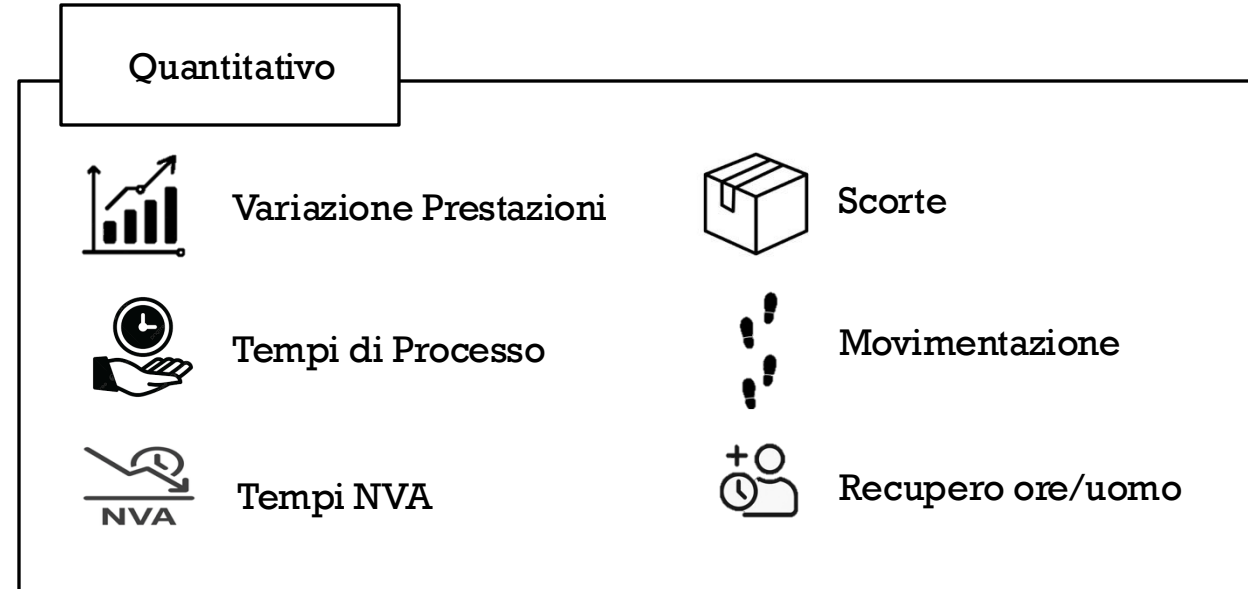 Quantitativo
Variazione Prestazioni
Scorte
Tempi di Processo
Movimentazione
NVA
Tempi NVA
Recupero ore/uomo